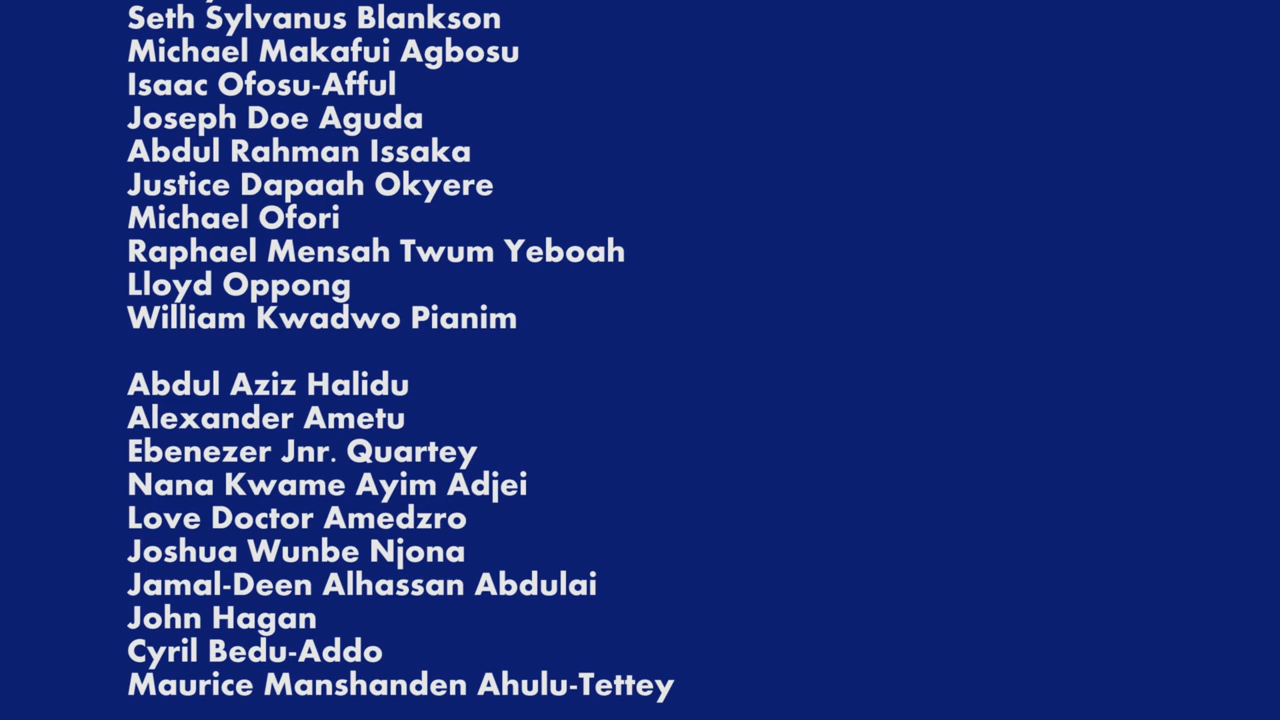 Seth Sylvanus Blankson
Michael Makafui Agbosu
Isaac Ofosu-Afful
Joseph Doe Aguda
Abdul Rahman Issaka
Justice Dapaah Okyere
Michael Ofori
Raphael Mensah Twum Yeboah
Lloyd Oppong
William Kwadwo Pianim
Abdul Aziz Halidu
Alexander Ametu
Ebenezer Jnr. Quartey
Nana Kwame Ayim Adjei
Love Doctor Amedzro
Joshua Wunbe Njona
Jamal-Deen Alhassan Abdulai
John Hagan
Cyril Bedu-Addo
Maurice Manshanden Ahulu-Tettey